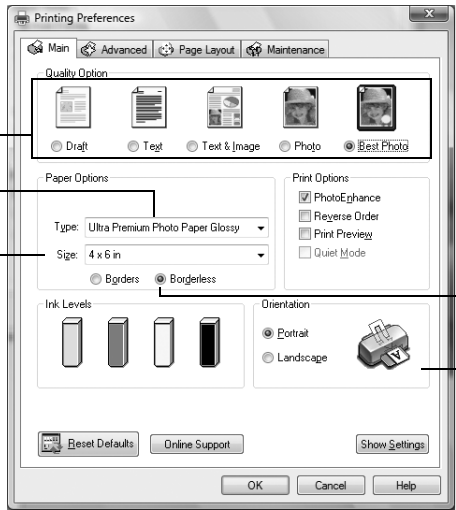 Printing Preferences
X
Main Advanced Page Layout Maintenance
Quality Option
Draft Text Text & Image Photo Best Photo
Paper Options
Print Options
PhotoEnhance
Type: Ultra Premium Photo Paper Glossy
Reverse Order
Print Preview
Size: 4 x 6 in
Quiet Mode
Borders Borderless
Ink Levels
Orientation
Portrait
Landscape
A
Reset Defaults Online Support Show Settings
OK Cancel Help